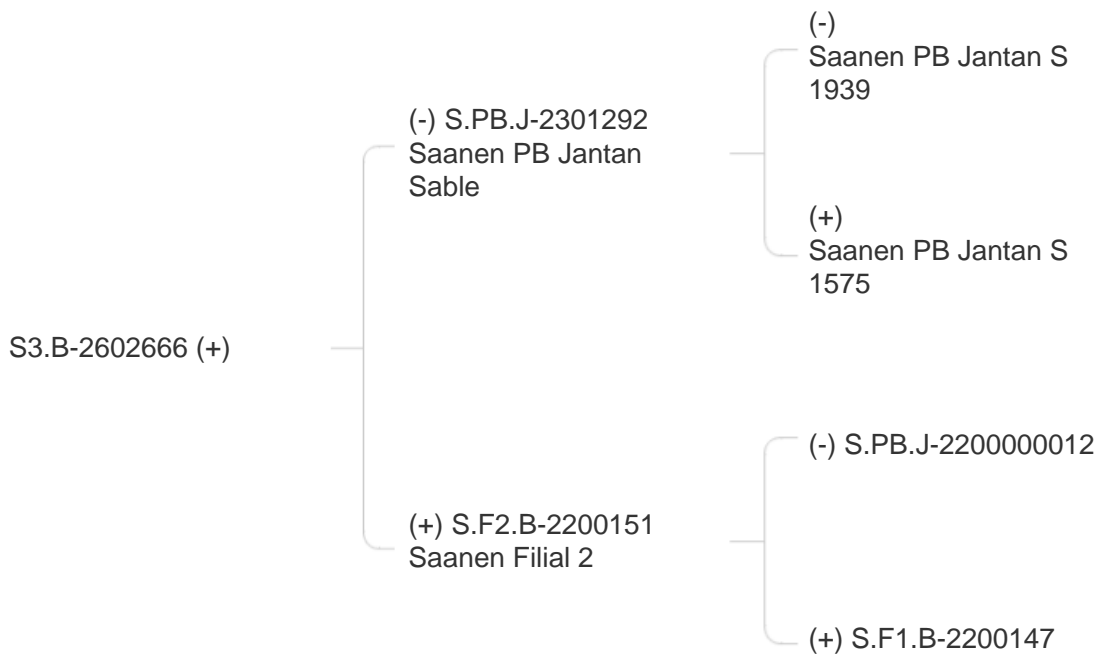 (-)
Saanen PB Jantan S
1939
(-) S.PB.J-2301292
Saanen PB Jantan
Sable
(+)
Saanen PB Jantan S
1575
S3.B-2602666 (+)
(-) S.PB.J-2200000012
(+) S.F2.B-2200151
Saanen Filial 2
(+) S.F1.B-2200147